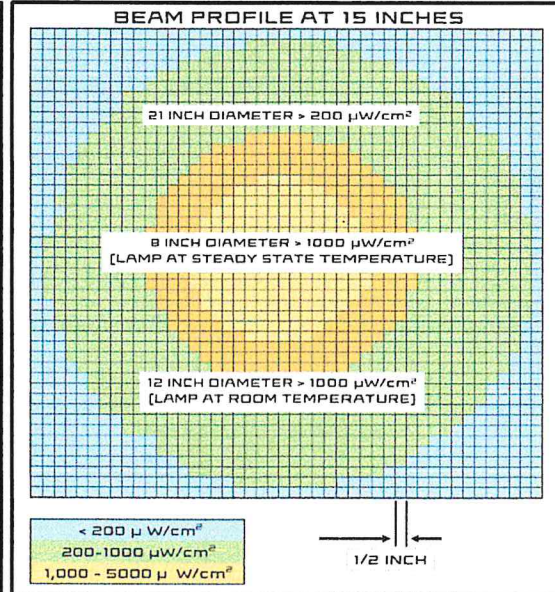 BEAM PROFILE AT 15 INCHES
21 INCH DIAMETER > 200 µW/cm²
8 INCH DIAMETER > 1000 µW/cm²
[LAMP AT STEADY STATE TEMPERATURE]
12 INCH DIAMETER > 1000 µW/cm²
[LAMP AT ROOM TEMPERATURE]
< 200 µ W/cm²
200-1000 µW/cm²
1,000 - 5000 µ W/cm²
1/2 INCH